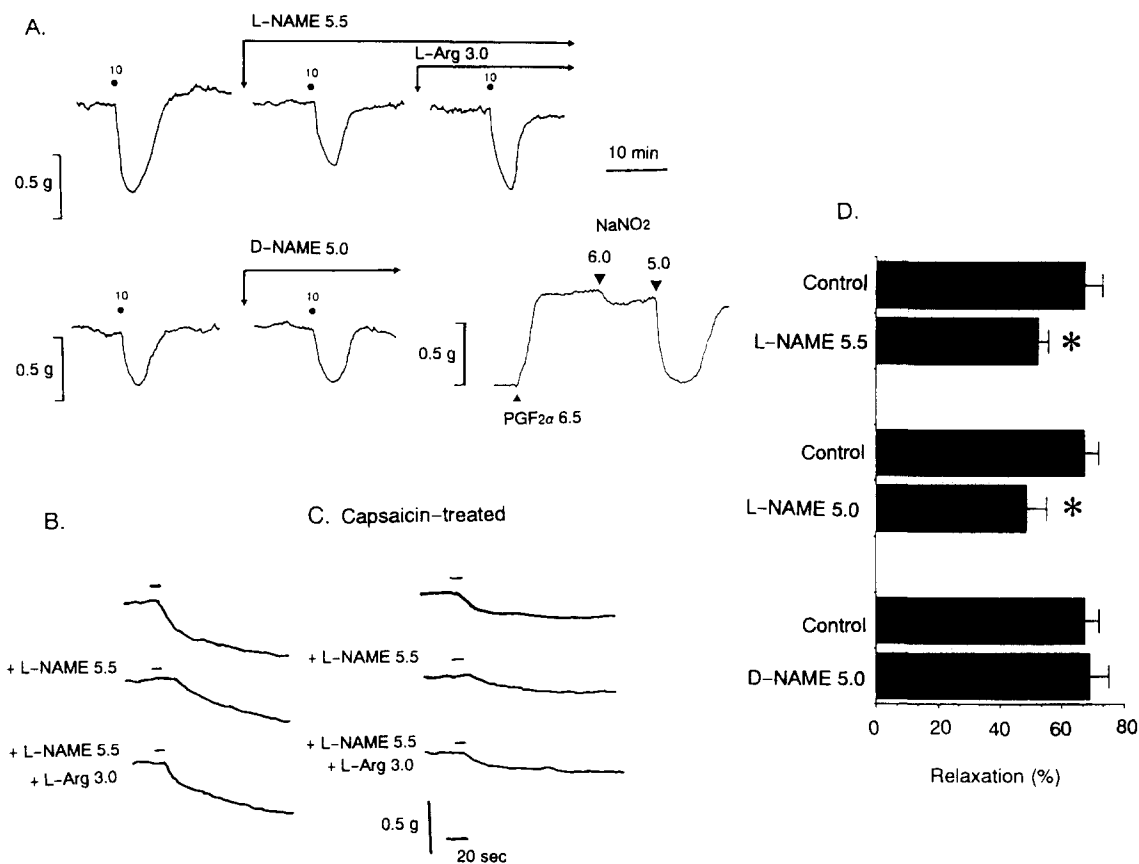 A.
L-NAME 5.5
L-Arg 3.0
10
10
10
0.5 g
10 min
D-NAME 5.0
10
10
0.5 g
NaNO2
6.0
5.0
0.5 g
PGF2α 6.5
B.
C. Capsaicin-treated
+ L-NAME 5.5
+ L-NAME 5.5
+ L-Arg 3.0
+ L-NAME 5.5
+ L-NAME 5.5
+ L-Arg 3.0
0.5 g
20 sec
D.
Control
L-NAME 5.5
*
Control
L-NAME 5.0
*
Control
D-NAME 5.0
0 20 40 60 80
Relaxation (%)